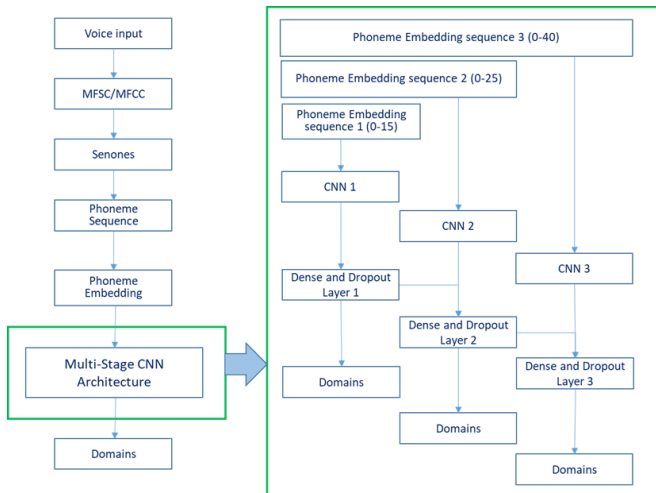 Voice input
MFSC/MFCC
Senones
Phoneme
Sequence
Phoneme
Embedding
Multi-Stage CNN
Architecture
Domains
Phoneme Embedding sequence 3 (0-40)
Phoneme Embedding sequence 2 (0-25)
Phoneme Embedding
sequence 1 (0-15)
CNN 1
CNN 2
CNN 3
Dense and Dropout
Layer 1
Dense and Dropout
Layer 2
Dense and Dropout
Layer 3
Domains
Domains
Domains